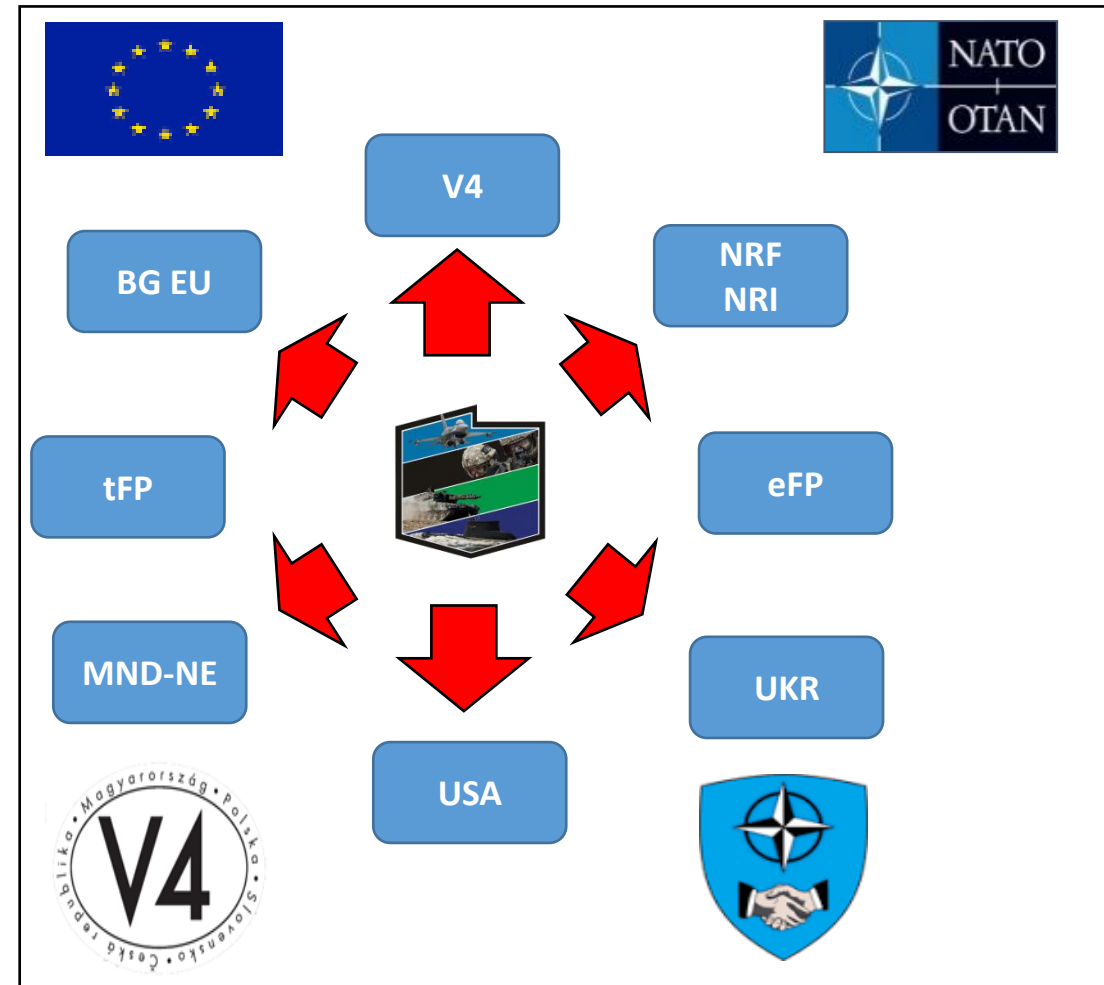 NATO
OTAN
V4
BG EU
NRF
NRI
tFP
eFP
MND-NE
UKR
USA
Česká republika • Magyarország • Polska • Slovensko •
V4